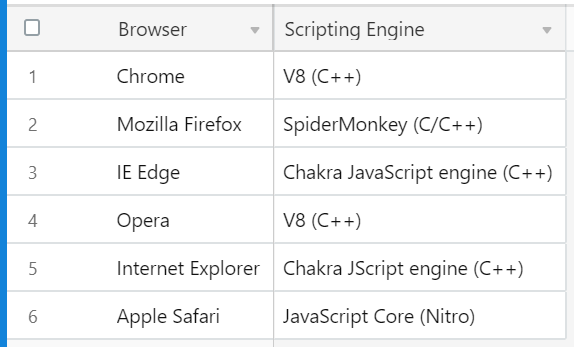 Browser Scripting Engine
1 Chrome V8 (C++)
2 Mozilla Firefox SpiderMonkey (C/C++)
3 IE Edge Chakra JavaScript engine (C++)
4 Opera V8 (C++)
5 Internet Explorer Chakra JScript engine (C++)
6 Apple Safari JavaScript Core (Nitro)